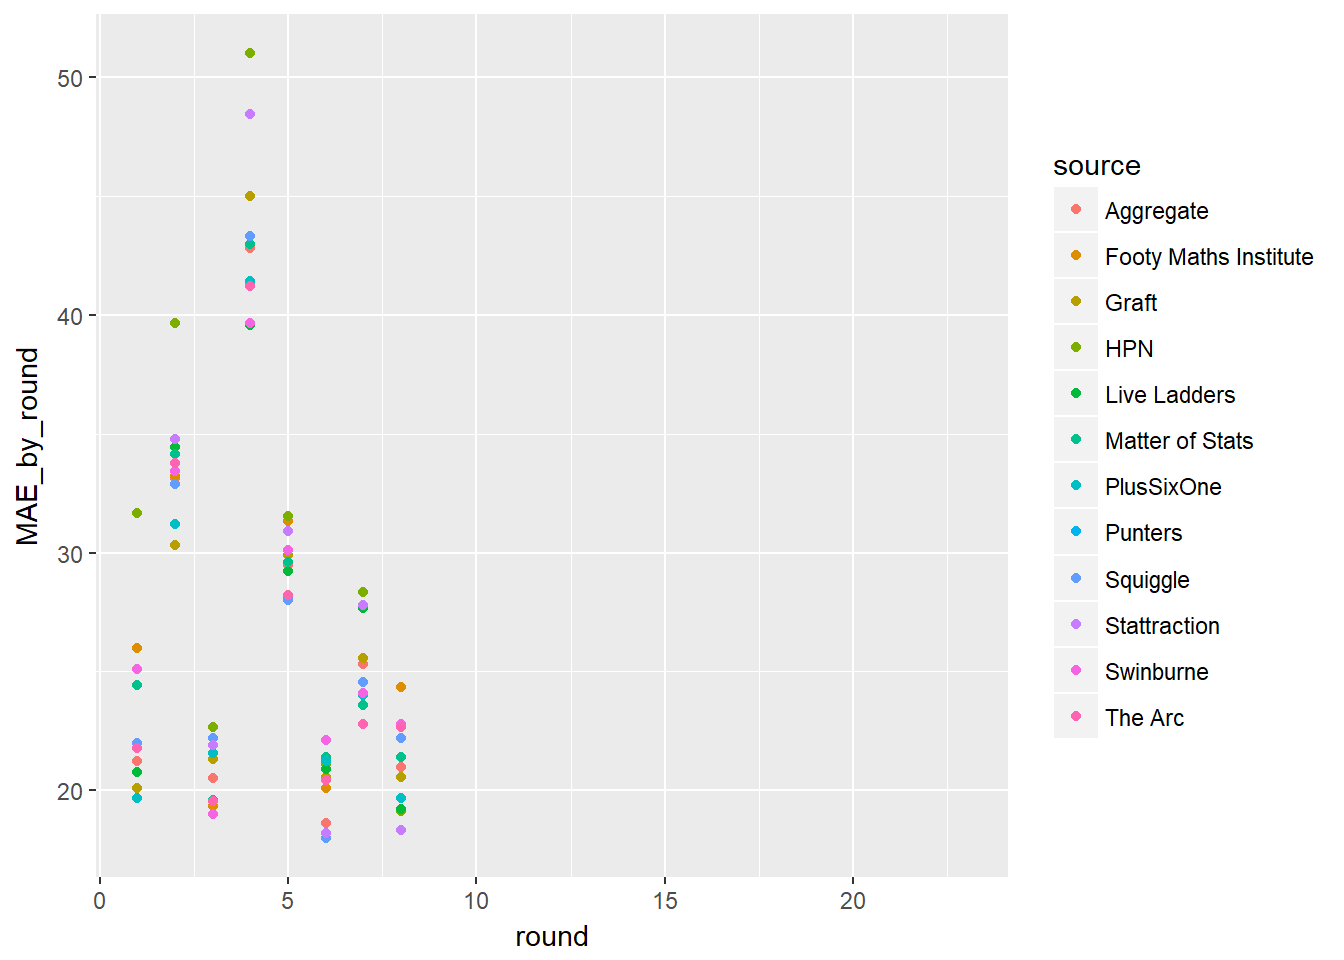 50
40
30
20
MAE_by_round
0 5 10 15 20
round
source
Aggregate
Footy Maths Institute
Graft
HPN
Live Ladders
Matter of Stats
PlusSixOne
Punters
Squiggle
Stattraction
Swinburne
The Arc